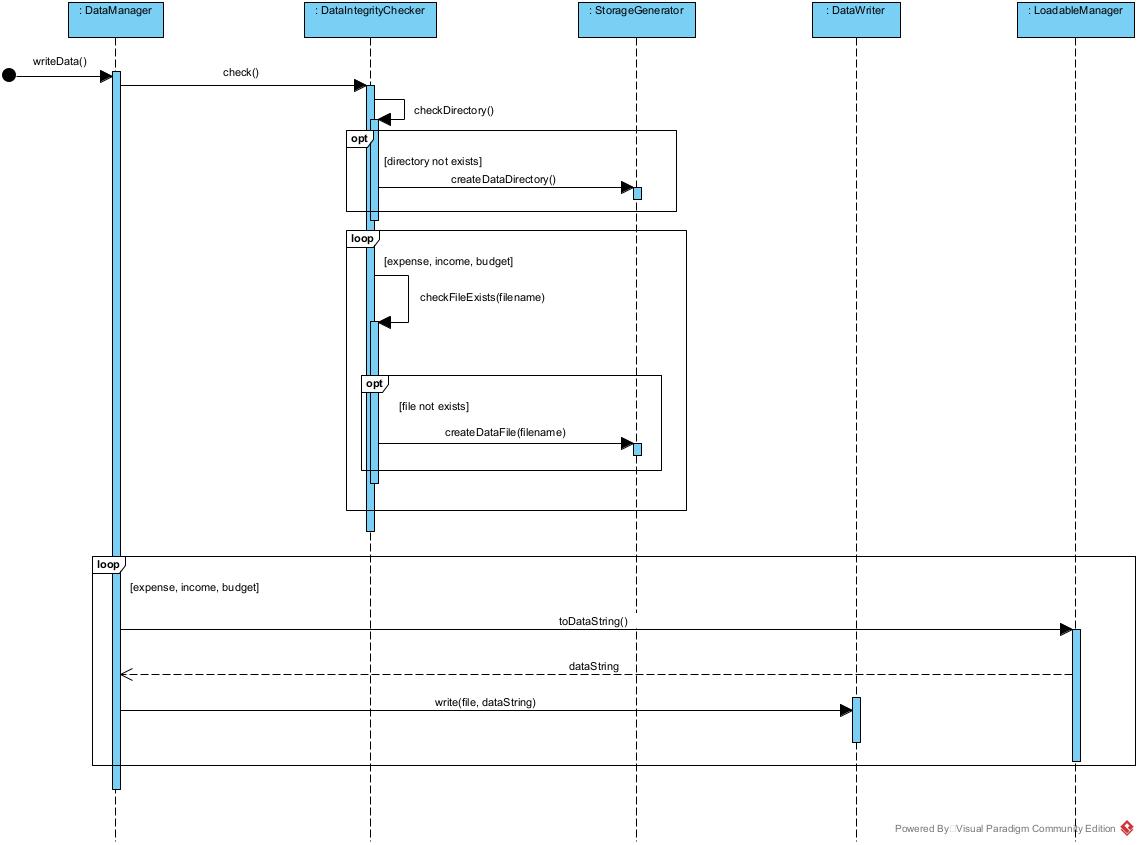 : DataManager
: DataIntegrityChecker
: StorageGenerator
: DataWriter
: LoadableManager
writeData()
check()
checkDirectory()
opt
[directory not exists]
createDataDirectory()
loop
[expense, income, budget]
checkFileExists(filename)
opt
[file not exists]
createDataFile(filename)
loop
[expense, income, budget]
toDataString()
dataString
write(file, dataString)
Powered By Visual Paradigm Community Edition